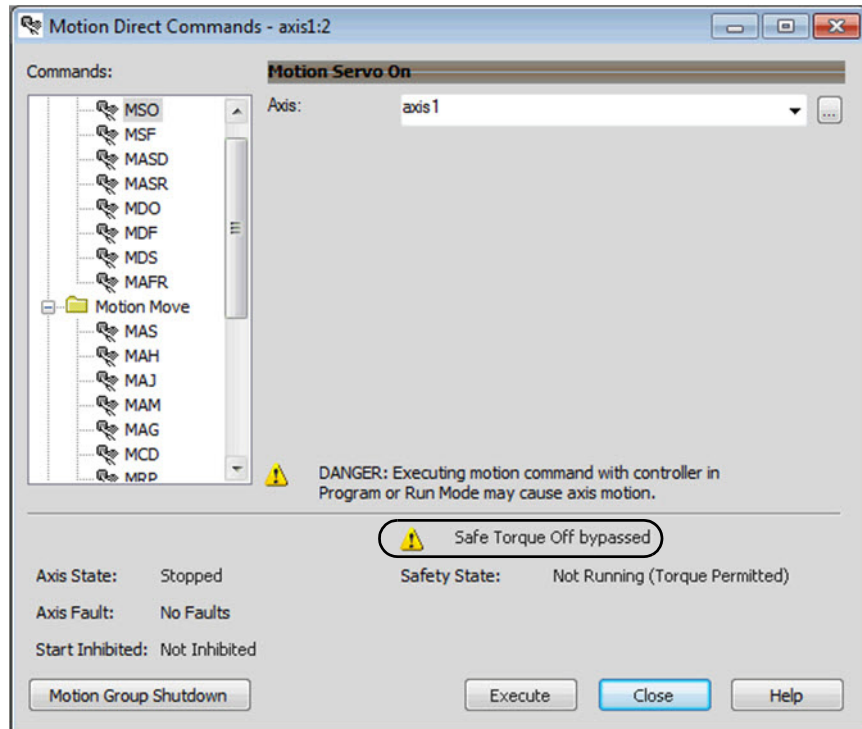 Motion Direct Commands - axis1:2
Commands:
Motion Servo On
MSO
MSF
MASD
MASR
MDO
MDF
MDS
MAFR
Motion Move
MAS
MAH
MAJ
MAM
MAG
MCD
MRP
Axis:
axis1
...
DANGER: Executing motion command with controller in
Program or Run Mode may cause axis motion.
Safe Torque Off bypassed
Axis State: Stopped
Safety State: Not Running (Torque Permitted)
Axis Fault: No Faults
Start Inhibited: Not Inhibited
Motion Group Shutdown
Execute
Close
Help